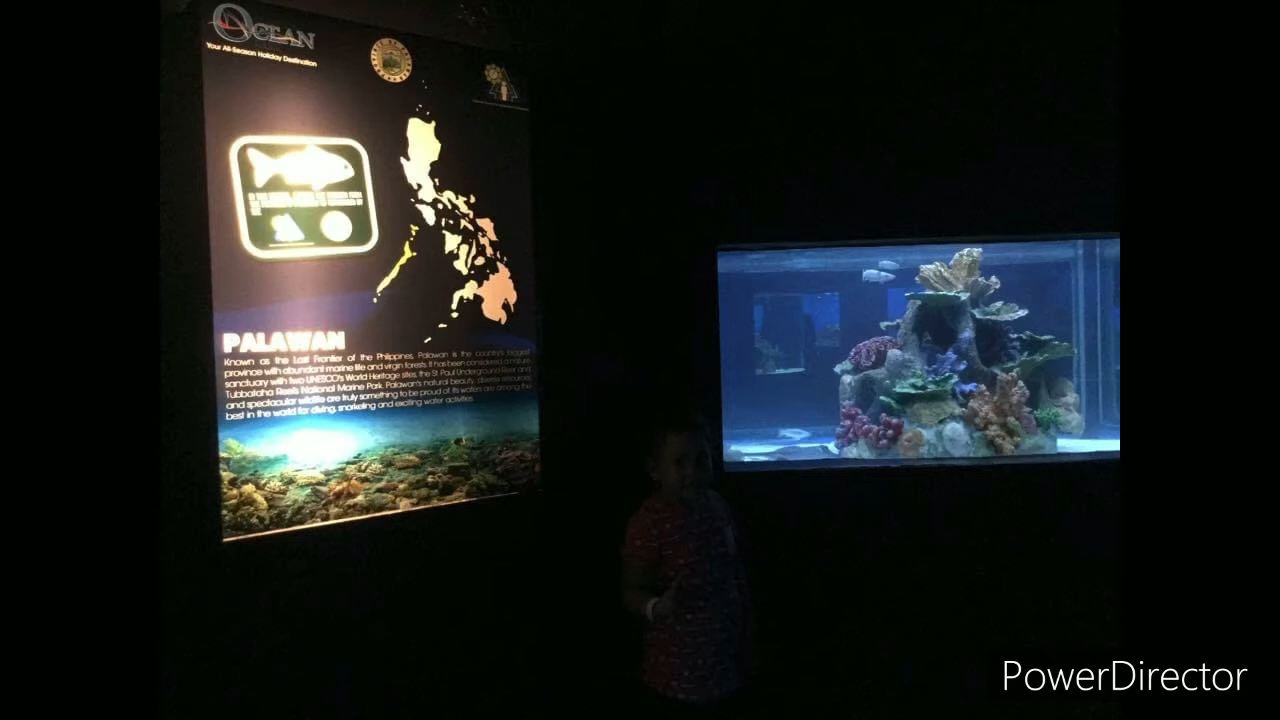 OCEAN
Your All-Season Holiday Destination
PALAWAN
Known as the Last Frontier of the Philippines, Palawan is the country's biggest
province with abundant marine life and virgin forests. It has been considered a nature
sanctuary with two UNESCO's World Heritage sites, the St. Paul Underground River and
Tubbataha Reefs National Marine Park. Palawan's natural beauty, diverse resources
and spectacular wildlife are truly something to be proud of. Its waters are among the
best in the world for diving, snorkeling and exciting water activities.
PowerDirector